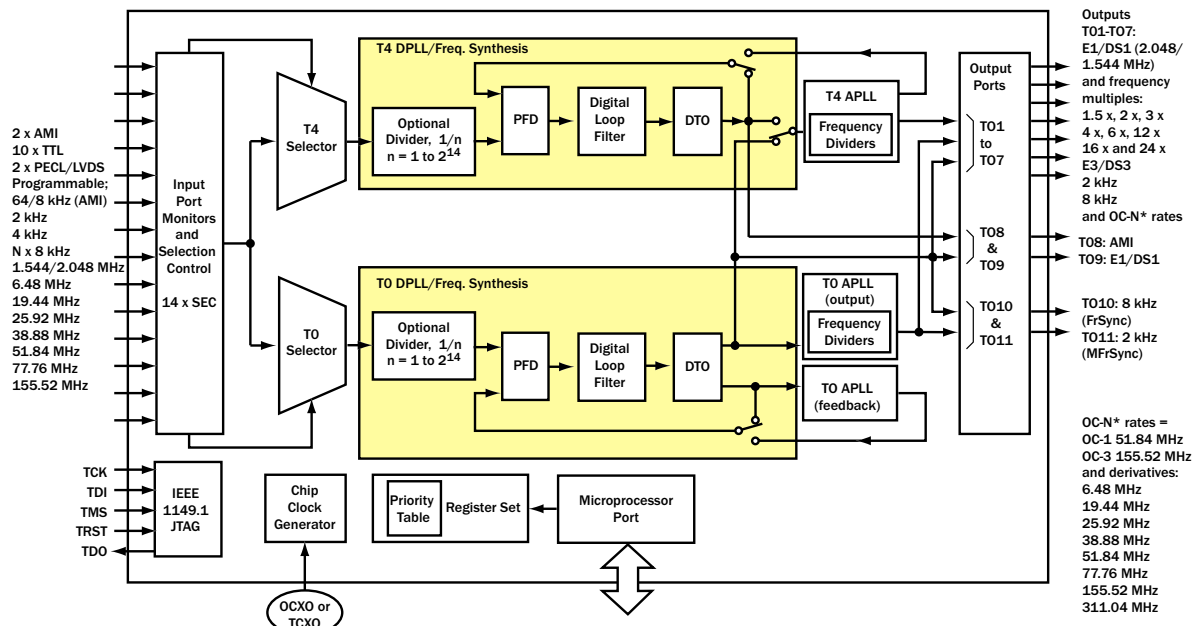 2 x AMI
10 x TTL
2 x PECL/LVDS
Programmable;
64/8 kHz (AMI)
2 kHz
4 kHz
N x 8 kHz
1.544/2.048 MHz
6.48 MHz
19.44 MHz
25.92 MHz
38.88 MHz
51.84 MHz
77.76 MHz
155.52 MHz
Input
Port
Monitors
and
Selection
Control
14 x SEC
T4
Selector
T4 DPLL/Freq. Synthesis
Optional
Divider, 1/n
n = 1 to 2^14
PFD
Digital
Loop
Filter
DTO
T4 APLL
Frequency
Dividers
T0
Selector
T0 DPLL/Freq. Synthesis
Optional
Divider, 1/n
n = 1 to 2^14
PFD
Digital
Loop
Filter
DTO
T0 APLL
(output)
Frequency
Dividers
T0 APLL
(feedback)
Output
Ports
T01
to
T07
T08
&
T09
TO10
&
TO11
Outputs
T01-T07:
E1/DS1 (2.048/
1.544 MHz)
and frequency
multiples:
1.5 x, 2 x, 3 x
4 x, 6 x, 12 x
16 x and 24 x
E3/DS3
2 kHz
8 kHz
and OC-N* rates
T08: AMI
T09: E1/DS1
TO10: 8 kHz
(FrSync)
TO11: 2 kHz
(MFrSync)
OC-N* rates =
OC-1 51.84 MHz
OC-3 155.52 MHz
and derivatives:
6.48 MHz
19.44 MHz
25.92 MHz
38.88 MHz
51.84 MHz
77.76 MHz
155.52 MHz
311.04 MHz
TCK
TDI
TMS
TRST
TDO
IEEE
1149.1
JTAG
Chip
Clock
Generator
OCXO or
TCXO
Priority
Table
Register Set
Microprocessor
Port